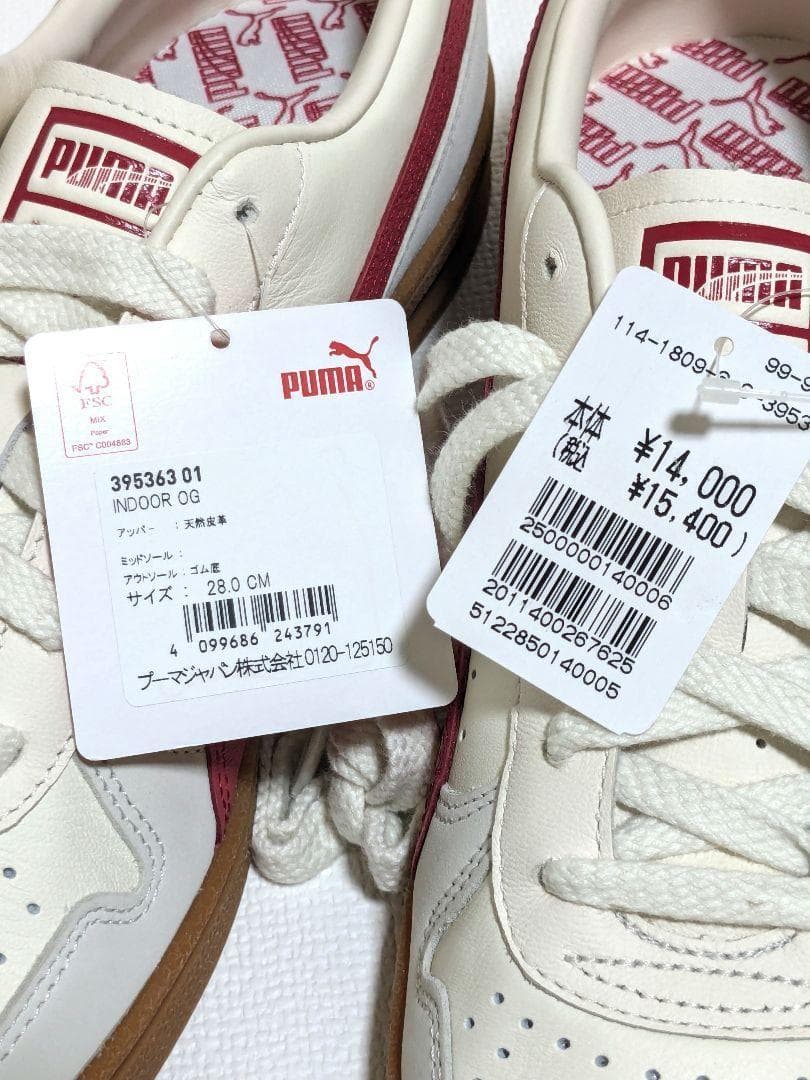 PUMA
PUMA
FSC
MIX
Paper
FSC™ C004883
PUMA®
395363 01
INDOOR OG
アッパー : 天然皮革
ミッドソール :
アウトソール : ゴム底
サイズ : 28.0 CM
4 099686 243791
プーマジャパン株式会社 0120-125150
本体 ¥14,000
(税込 ¥15,400)
2500000140006
2011400267625
5122850140005